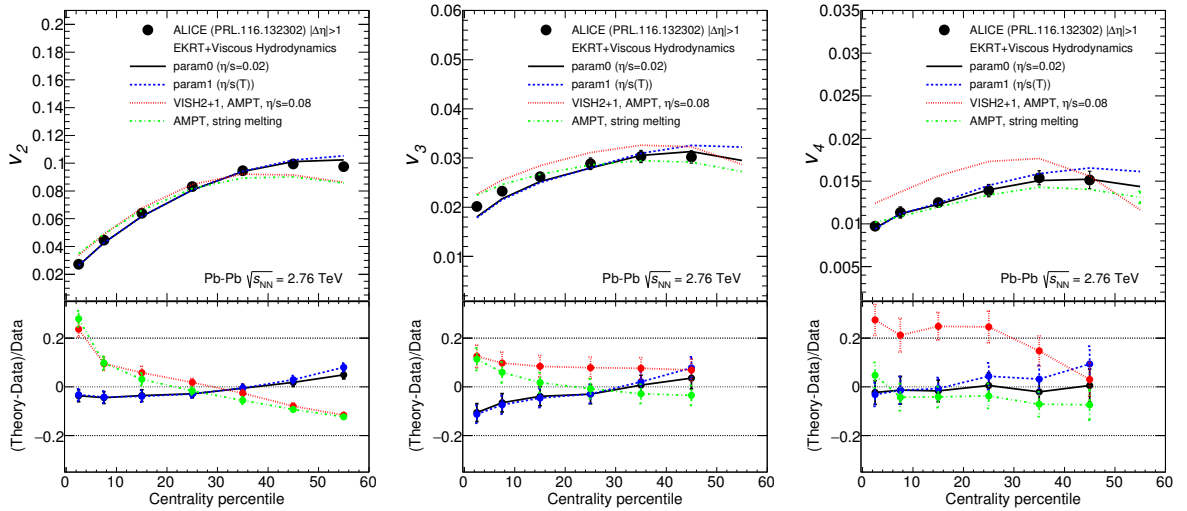 v2
0.2
0.18
0.16
0.14
0.12
0.1
0.08
0.06
0.04
0.02
ALICE (PRL.116.132302) |Δη|>1
EKRT+Viscous Hydrodynamics
param0 (η/s=0.02)
param1 (η/s(T))
VISH2+1, AMPT, η/s=0.08
AMPT, string melting
Pb-Pb √sNN = 2.76 TeV
(Theory-Data)/Data
0.2
0
−0.2
0 10 20 30 40 50 60
Centrality percentile
v3
0.06
0.05
0.04
0.03
0.02
0.01
ALICE (PRL.116.132302) |Δη|>1
EKRT+Viscous Hydrodynamics
param0 (η/s=0.02)
param1 (η/s(T))
VISH2+1, AMPT, η/s=0.08
AMPT, string melting
Pb-Pb √sNN = 2.76 TeV
(Theory-Data)/Data
0.2
0
−0.2
0 10 20 30 40 50 60
Centrality percentile
v4
0.035
0.03
0.025
0.02
0.015
0.01
0.005
ALICE (PRL.116.132302) |Δη|>1
EKRT+Viscous Hydrodynamics
param0 (η/s=0.02)
param1 (η/s(T))
VISH2+1, AMPT, η/s=0.08
AMPT, string melting
Pb-Pb √sNN = 2.76 TeV
(Theory-Data)/Data
0.2
0
−0.2
0 10 20 30 40 50 60
Centrality percentile